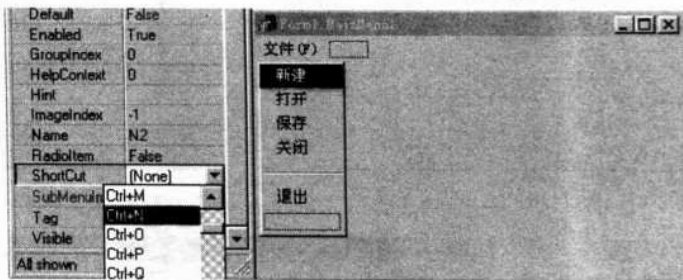 Default False
Enabled True
GroupIndex 0
HelpContext 0
Hint
ImageIndex -1
Name N2
RadioItem False
ShortCut (None)
SubMenuIm
Tag
Visible
Ctrl+M
Ctrl+N
Ctrl+O
Ctrl+P
Ctrl+Q
All shown
Form1.MainMenu1
文件(F)
新建
打开
保存
关闭
退出